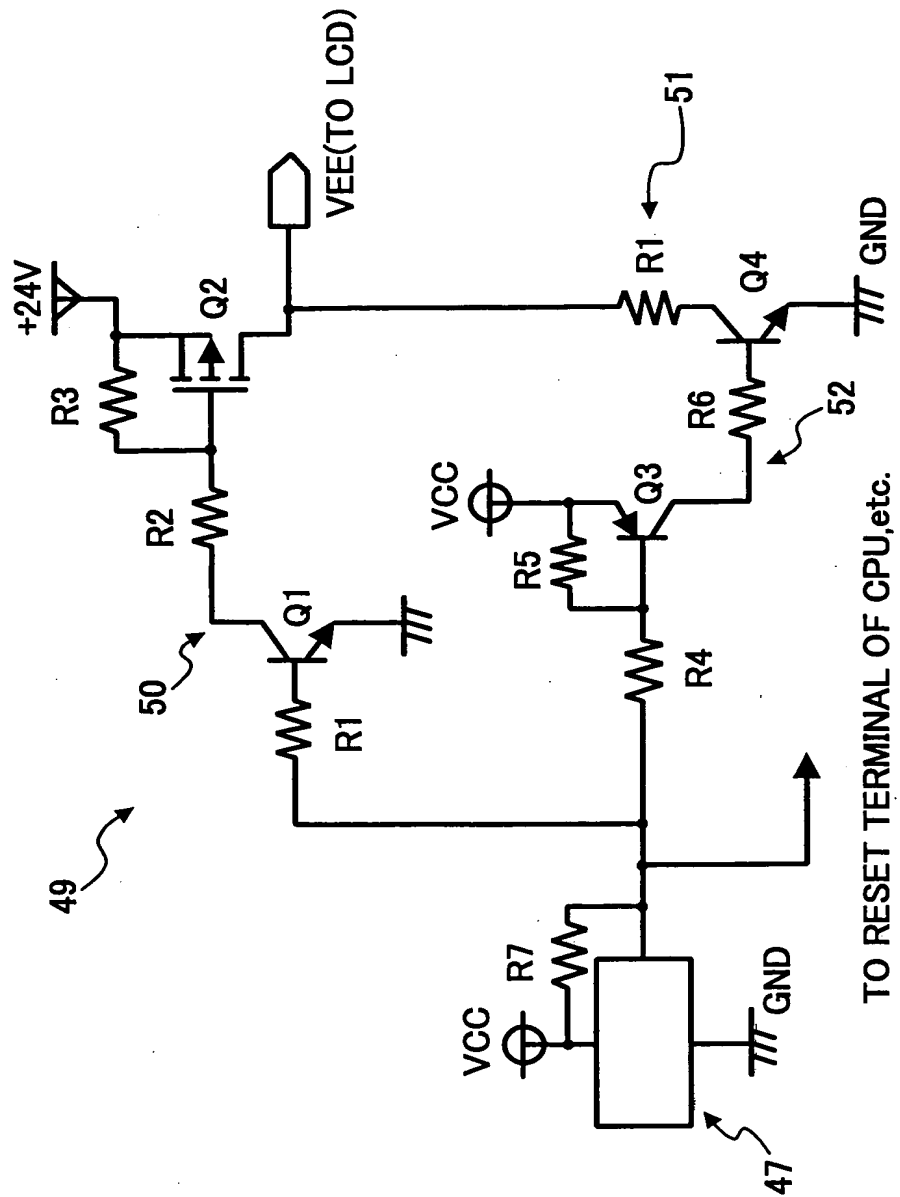 49
50
+24V
R3
Q2
VEE(TO LCD)
R2
Q1
R1
R1
51
Q4
GND
R6
52
VCC
Q3
R5
R4
VCC
R7
GND
47
TO RESET TERMINAL OF CPU,etc.